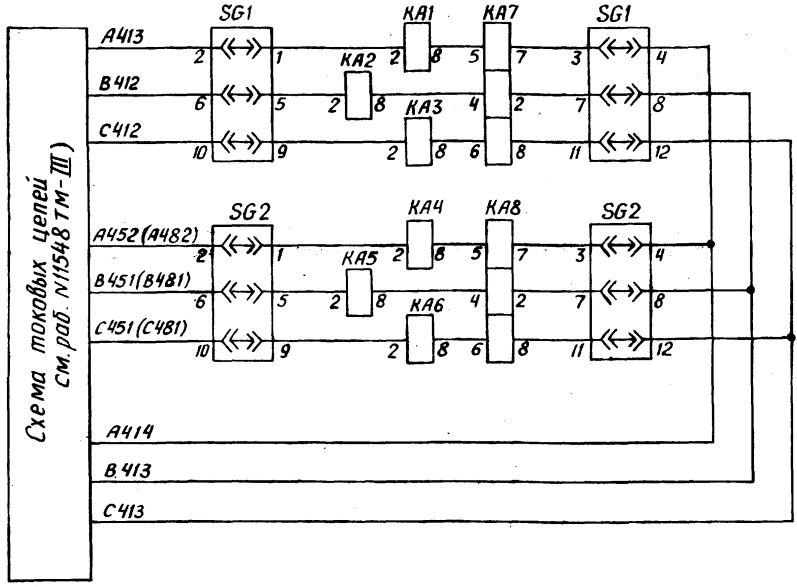 SG1 KA1 KA7 SG1
A413
2 1 2 8 5 7 3 4
KA2
B412
6 5 2 8 4 2 7 8
KA3
C412
10 9 2 8 6 8 11 12
SG2 KA4 KA8 SG2
A452 (A482)
2 1 2 8 5 7 3 4
KA5
B451 (B481)
6 5 2 8 4 2 7 8
KA6
C451 (C481)
10 9 2 8 6 8 11 12
A414
B413
C413
Схема токовых цепей
см. раб. N11548 тм-III)